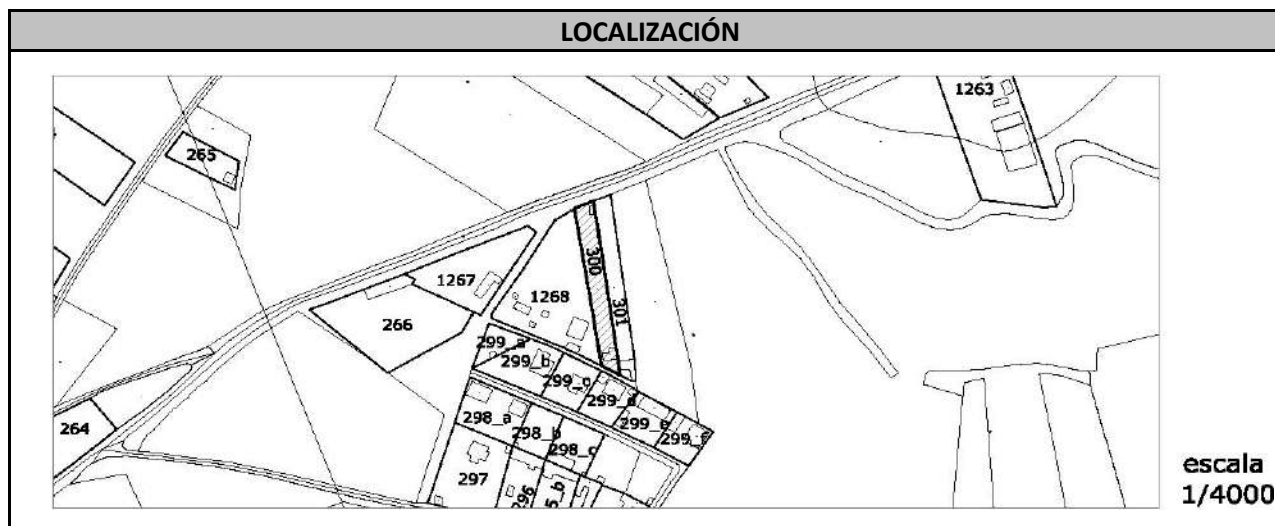 LOCALIZACIÓN
1263
265
300
1267
1268
301
266
299_a
299_b
299_c
299_d
299_e
299_f
298_a
298_b
298_c
264
297
escala
1/4000